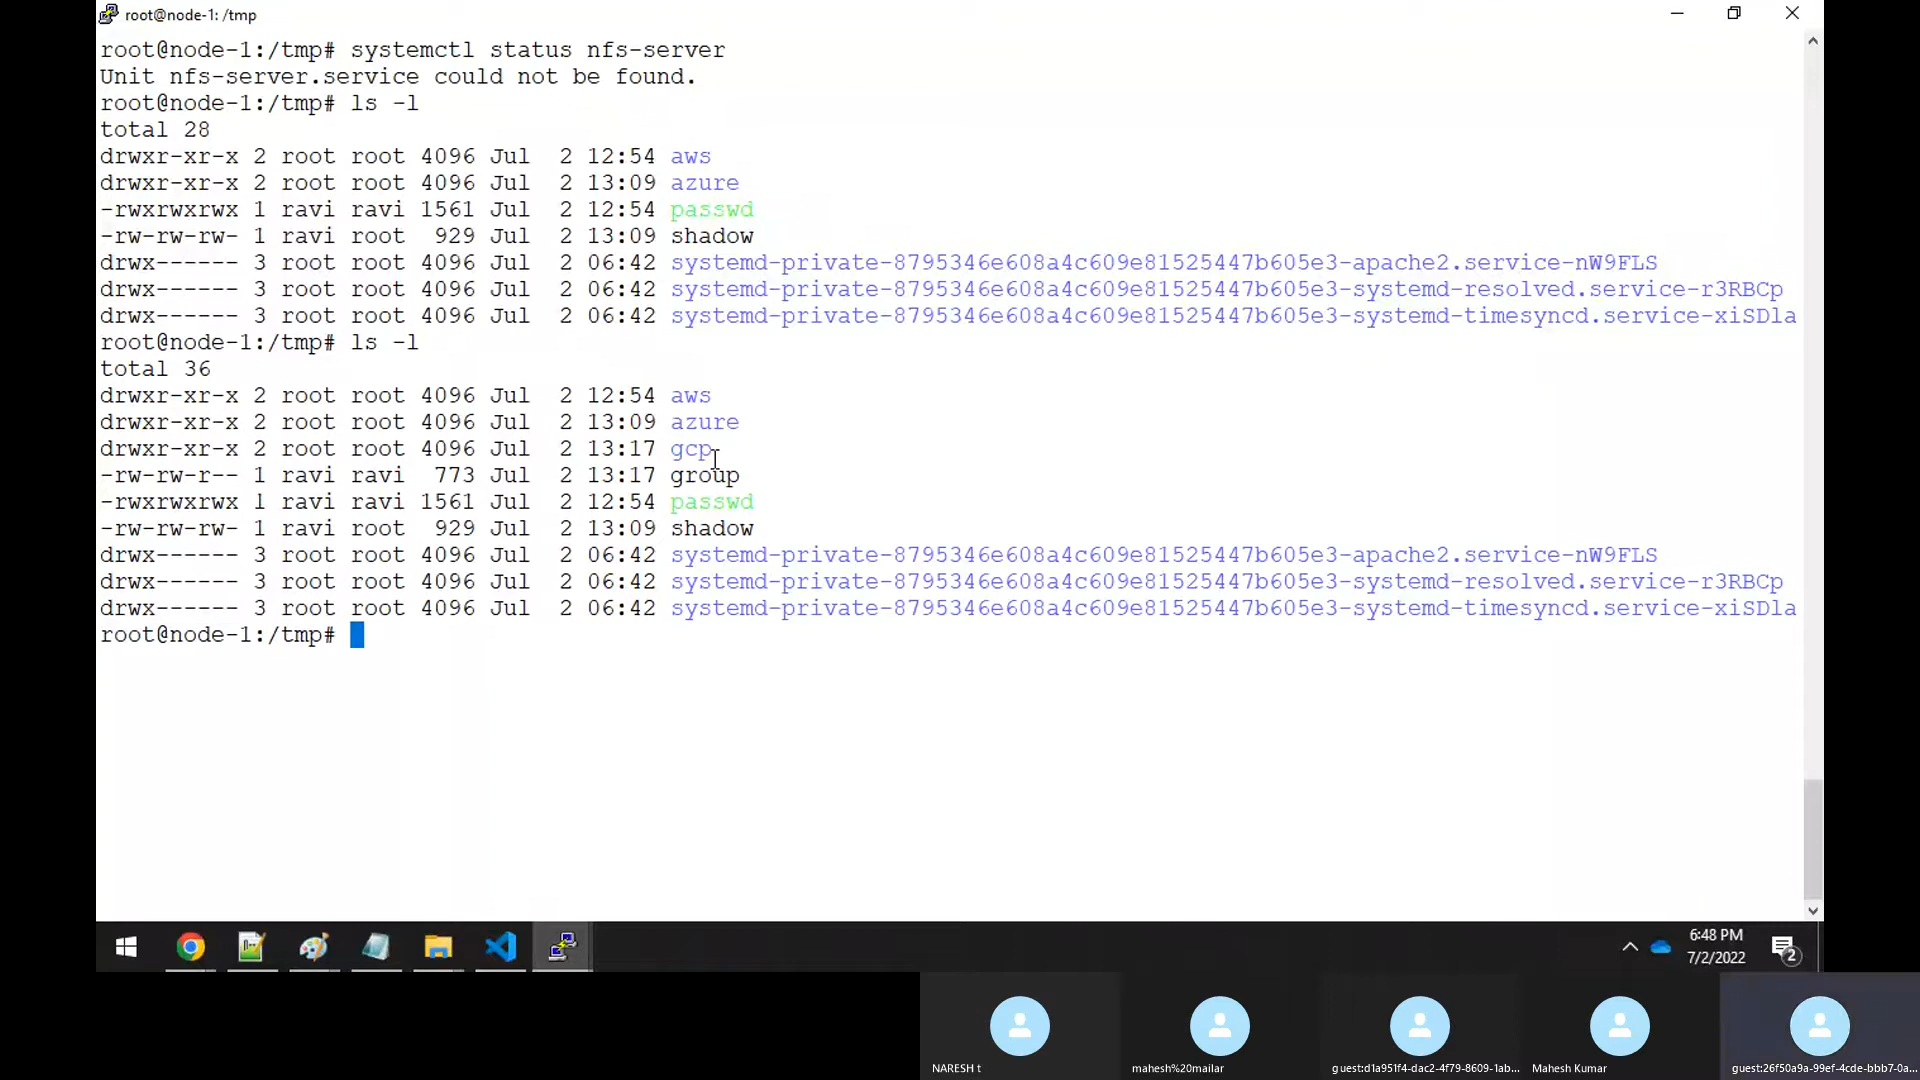 root@node-1: /tmp
root@node-1:/tmp# systemctl status nfs-server
Unit nfs-server.service could not be found.
root@node-1:/tmp# ls -l
total 28
drwxr-xr-x 2 root root 4096 Jul  2 12:54 aws
drwxr-xr-x 2 root root 4096 Jul  2 13:09 azure
-rwxrwxrwx 1 ravi ravi 1561 Jul  2 12:54 passwd
-rw-rw-rw- 1 ravi root  929 Jul  2 13:09 shadow
drwx------ 3 root root 4096 Jul  2 06:42 systemd-private-8795346e608a4c609e81525447b605e3-apache2.service-nW9FLS
drwx------ 3 root root 4096 Jul  2 06:42 systemd-private-8795346e608a4c609e81525447b605e3-systemd-resolved.service-r3RBCp
drwx------ 3 root root 4096 Jul  2 06:42 systemd-private-8795346e608a4c609e81525447b605e3-systemd-timesyncd.service-xiSDla
root@node-1:/tmp# ls -l
total 36
drwxr-xr-x 2 root root 4096 Jul  2 12:54 aws
drwxr-xr-x 2 root root 4096 Jul  2 13:09 azure
drwxr-xr-x 2 root root 4096 Jul  2 13:17 gcp
-rw-rw-r-- 1 ravi ravi  773 Jul  2 13:17 group
-rwxrwxrwx 1 ravi ravi 1561 Jul  2 12:54 passwd
-rw-rw-rw- 1 ravi root  929 Jul  2 13:09 shadow
drwx------ 3 root root 4096 Jul  2 06:42 systemd-private-8795346e608a4c609e81525447b605e3-apache2.service-nW9FLS
drwx------ 3 root root 4096 Jul  2 06:42 systemd-private-8795346e608a4c609e81525447b605e3-systemd-resolved.service-r3RBCp
drwx------ 3 root root 4096 Jul  2 06:42 systemd-private-8795346e608a4c609e81525447b605e3-systemd-timesyncd.service-xiSDla
root@node-1:/tmp#
6:48 PM
7/2/2022
2
NARESH t
mahesh%20mailar
guest:d1a951f4-dac2-4f79-8609-1ab...
Mahesh Kumar
guest:26f50a9a-99ef-4cde-bbb7-0a...